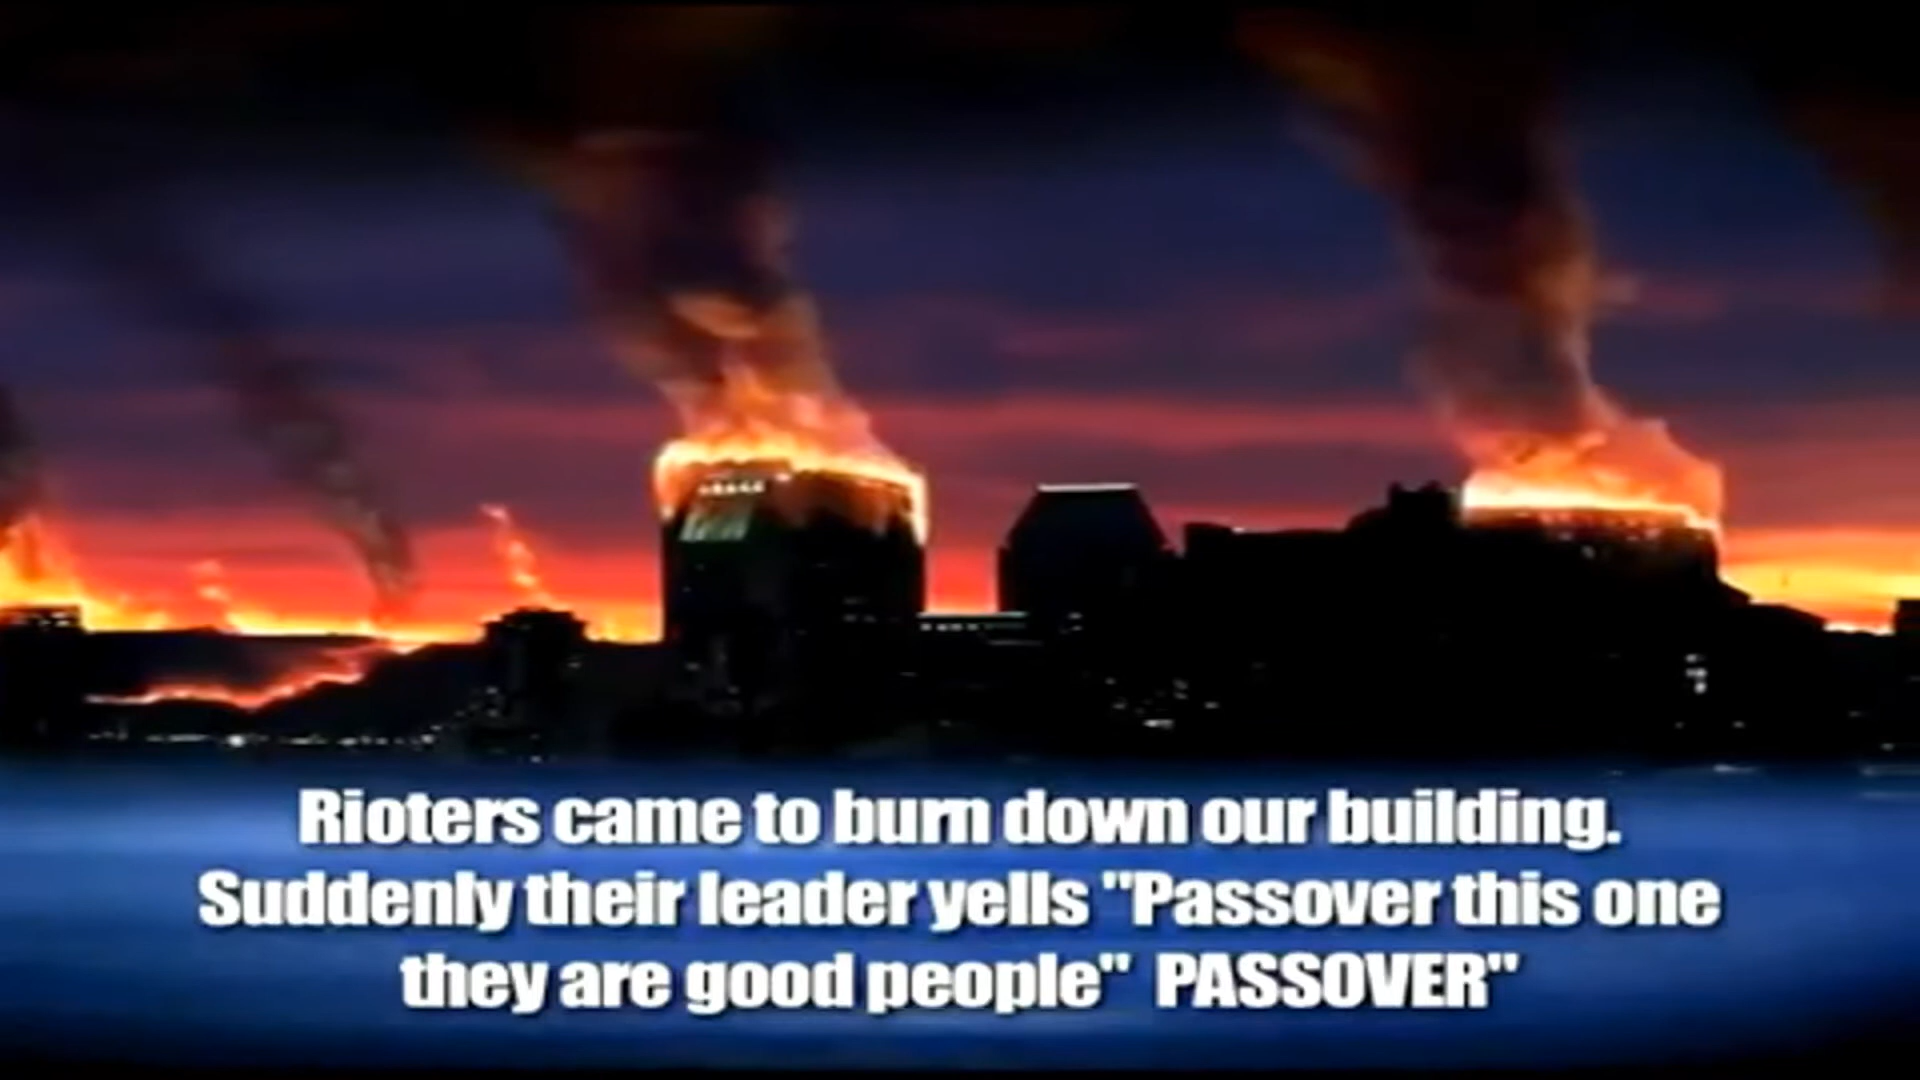 Rioters came to burn down our building.
Suddenly their leader yells "Passover this one
they are good people" PASSOVER"